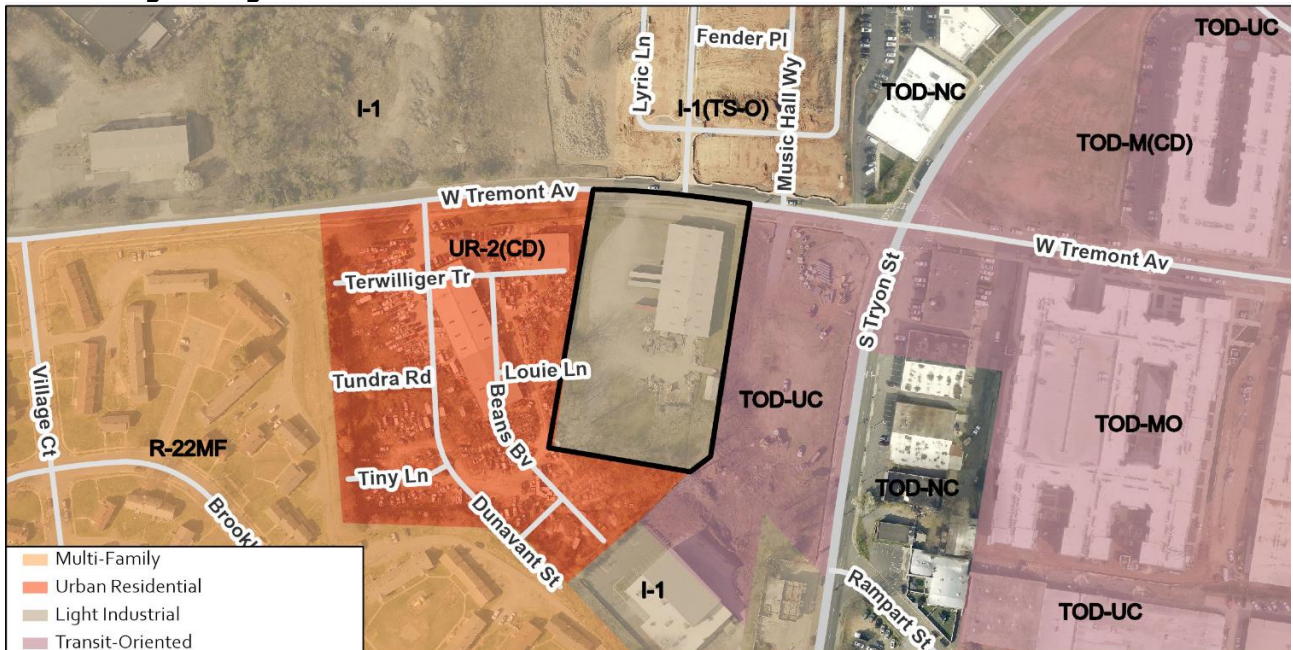 TOD-UC
Fender Pl
Lyric Ln
Music Hall Wy
I-1
I-1(TS-O)
TOD-NC
TOD-M(CD)
W Tremont Av
UR-2(CD)
Terwilliger Tr
W Tremont Av
S Tryon St
Louie Ln
Tundra Rd
Beans Bv
Village Ct
TOD-UC
TOD-MO
R-22MF
Tiny Ln
TOD-NC
Dunavant St
I-1
Rampart St
TOD-UC
Multi-Family
Urban Residential
Light Industrial
Transit-Oriented